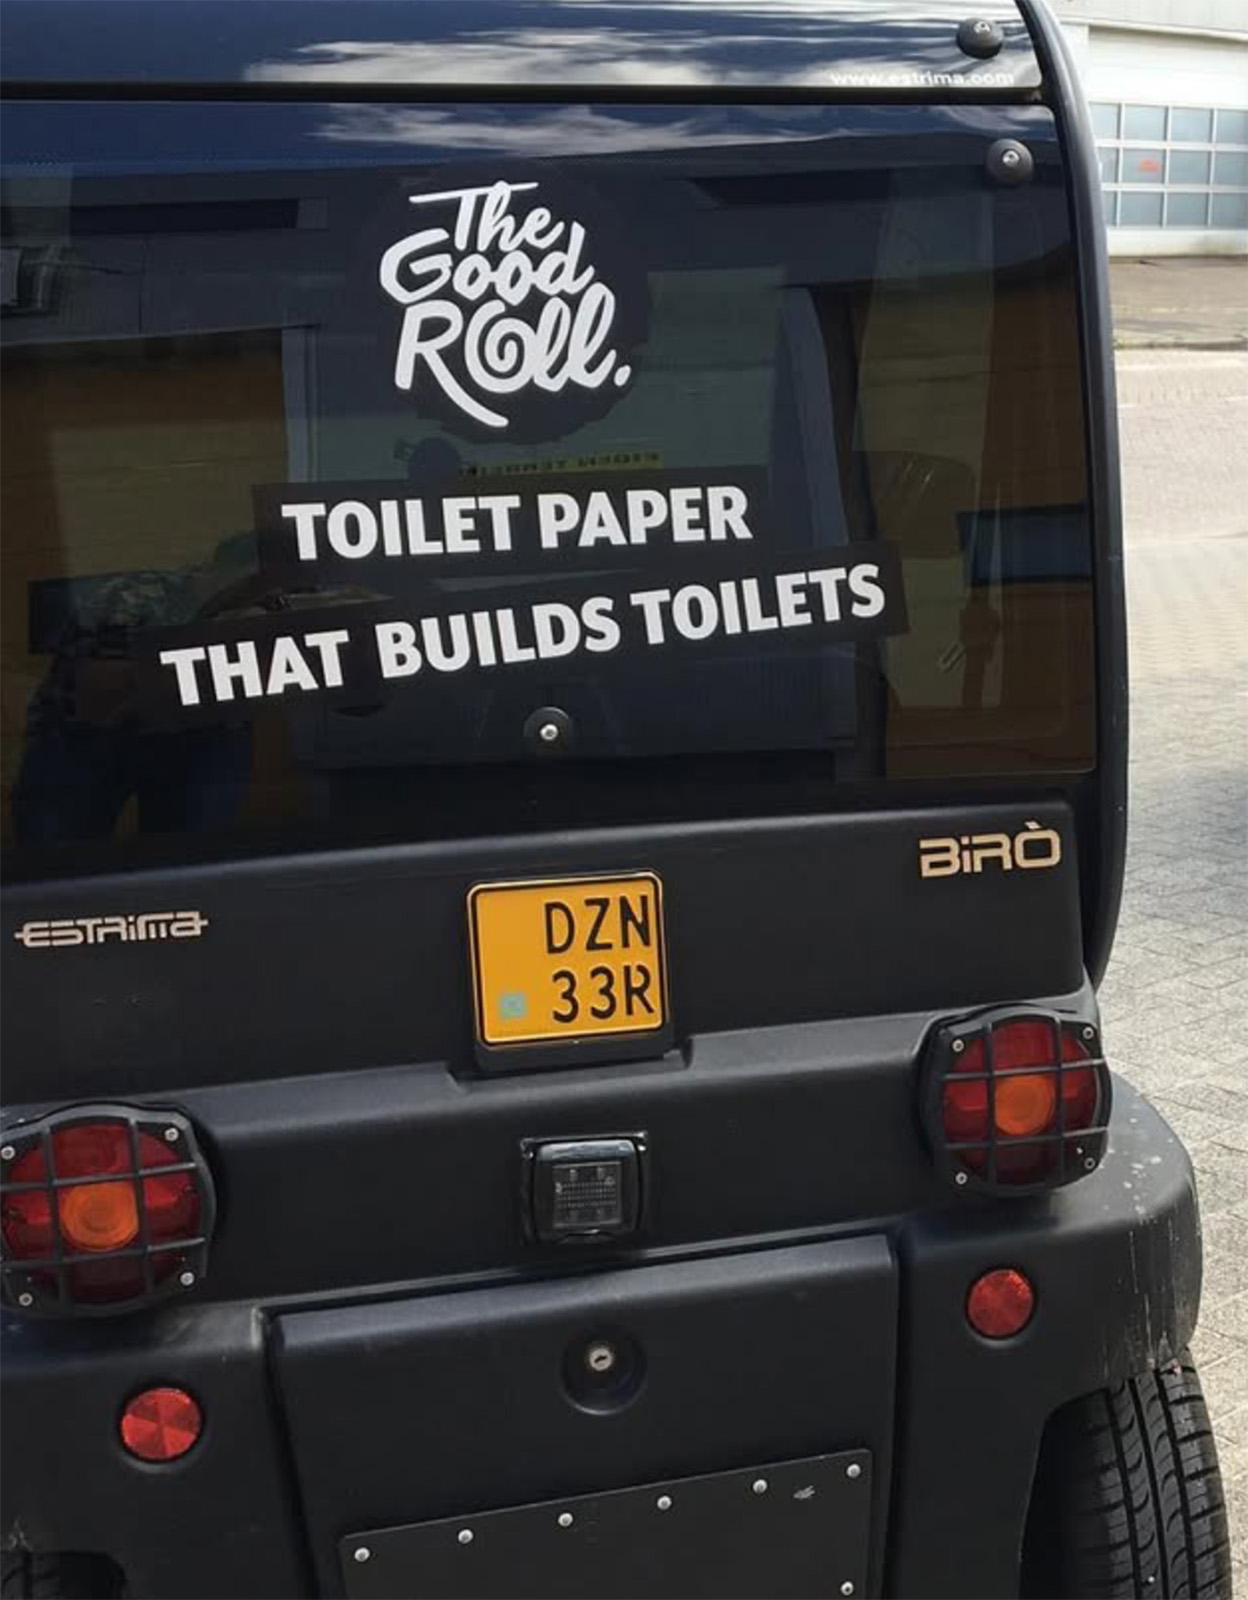 www.estrima.com
The
Good
Roll.
TOILET PAPER
THAT BUILDS TOILETS
BiRÒ
ESTRiMa
DZN
33R